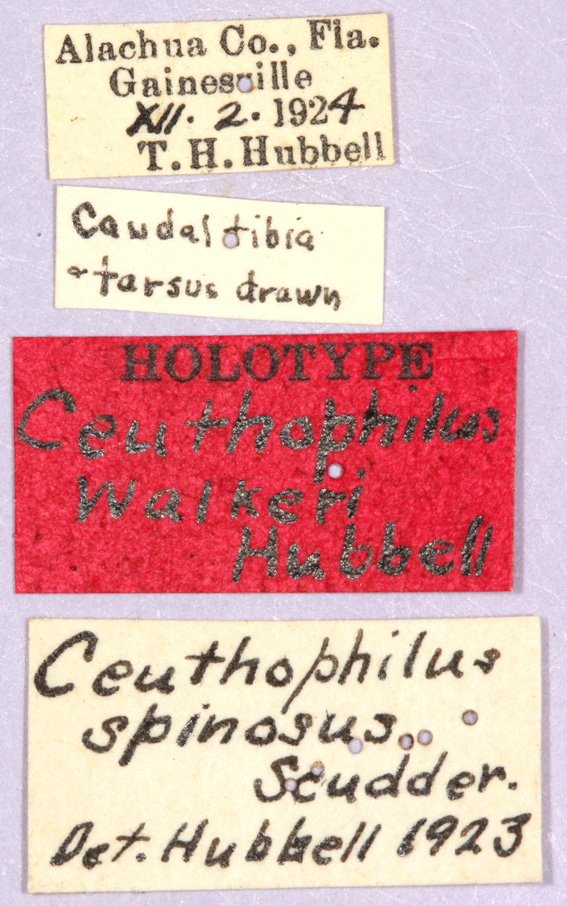 Alachua Co., Fla.
Gainesville
XII. 2. 1924
T. H. Hubbell
Caudal tibia
& tarsus drawn
HOLOTYPE
Ceuthophilus
Walkeri
Hubbell
Ceuthophilus
spinosus
Scudder.
Det. Hubbell 1923